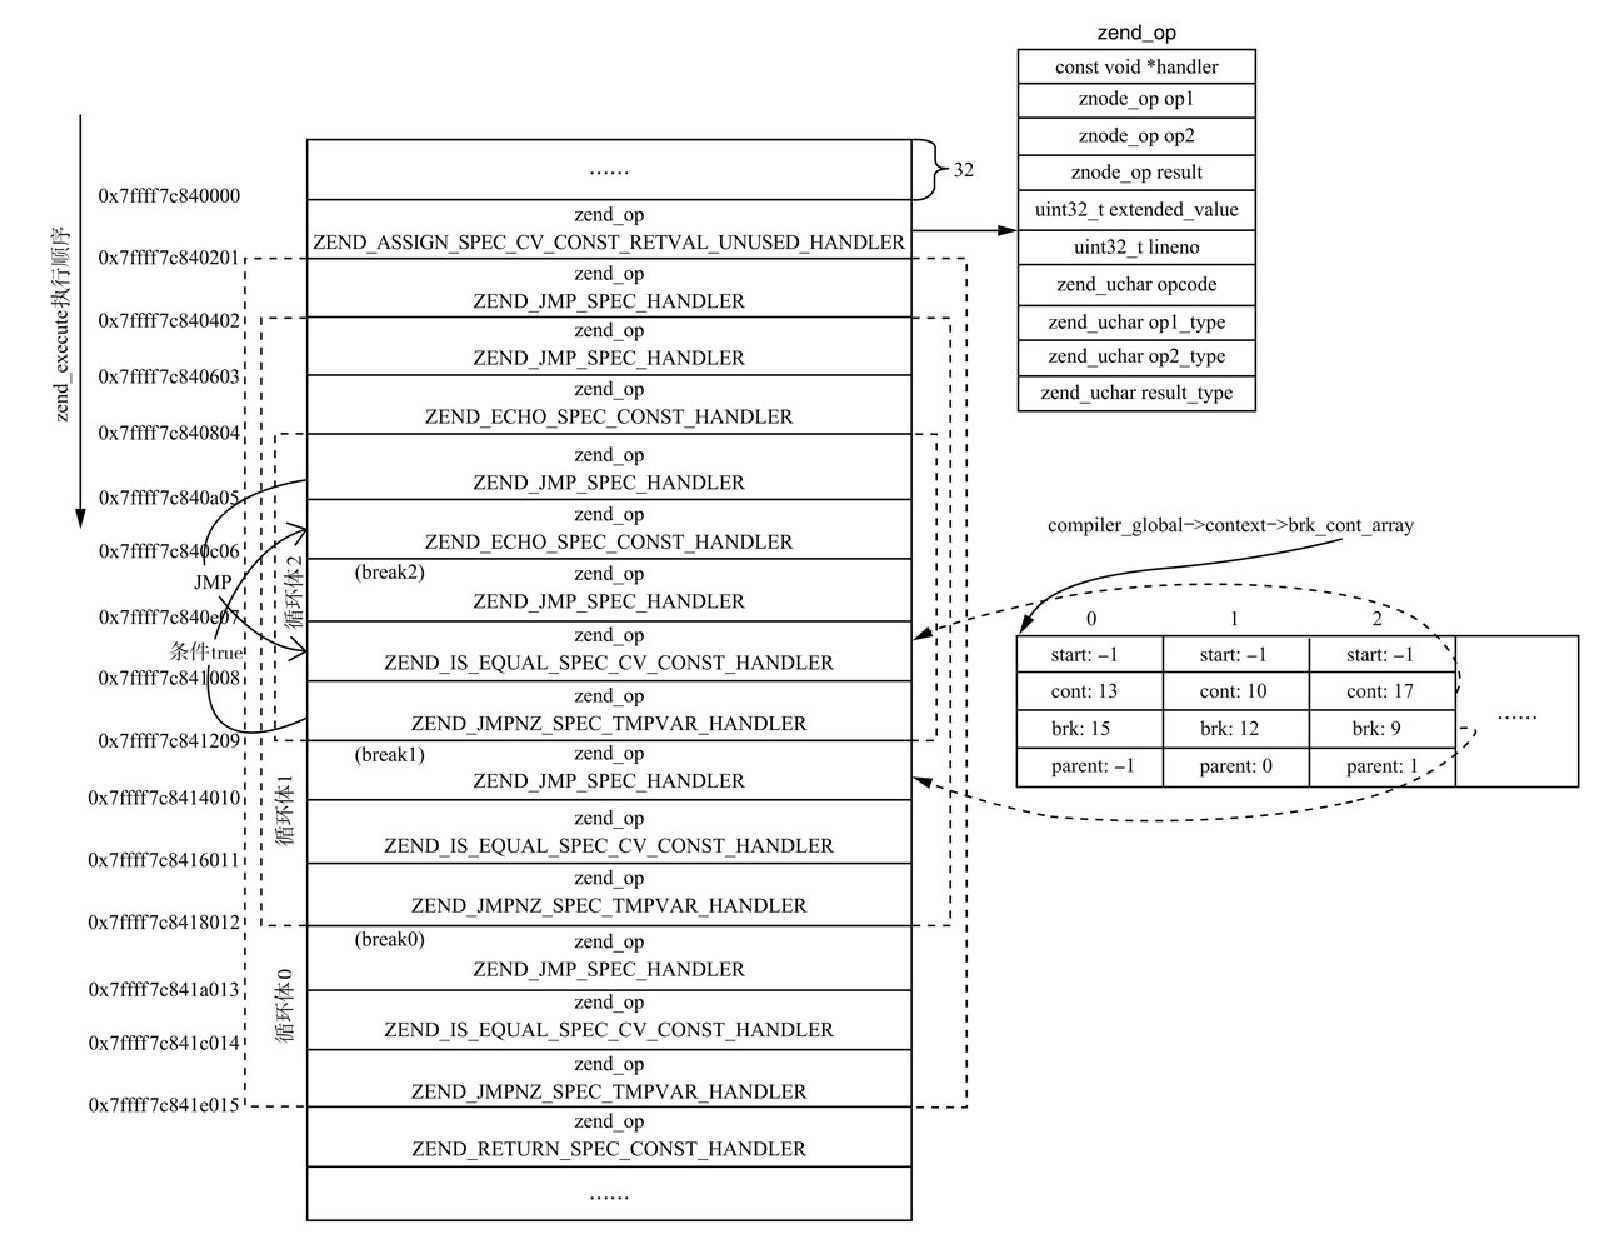 zend_op
const void *handler
znode_op op1
znode_op op2
znode_op result
uint32_t extended_value
uint32_t lineno
zend_uchar opcode
zend_uchar op1_type
zend_uchar op2_type
zend_uchar result_type
zend_execute执行顺序
……
32
0x7ffff7c840000
zend_op
ZEND_ASSIGN_SPEC_CV_CONST_RETVAL_UNUSED_HANDLER
0x7ffff7c840201
zend_op
ZEND_JMP_SPEC_HANDLER
0x7ffff7c840402
zend_op
ZEND_JMP_SPEC_HANDLER
0x7ffff7c840603
zend_op
ZEND_ECHO_SPEC_CONST_HANDLER
0x7ffff7c840804
zend_op
ZEND_JMP_SPEC_HANDLER
0x7ffff7c840a05
zend_op
ZEND_ECHO_SPEC_CONST_HANDLER
0x7ffff7c840c06
(break2)
zend_op
ZEND_JMP_SPEC_HANDLER
JMP
循环体2
0x7ffff7c840e07
zend_op
ZEND_IS_EQUAL_SPEC_CV_CONST_HANDLER
条件true
0x7ffff7c841008
zend_op
ZEND_JMPNZ_SPEC_TMPVAR_HANDLER
0x7ffff7c841209
(break1)
zend_op
ZEND_JMP_SPEC_HANDLER
0x7ffff7c8414010
循环体1
zend_op
ZEND_IS_EQUAL_SPEC_CV_CONST_HANDLER
0x7ffff7c8416011
zend_op
ZEND_JMPNZ_SPEC_TMPVAR_HANDLER
0x7ffff7c8418012
(break0)
zend_op
ZEND_JMP_SPEC_HANDLER
0x7ffff7c841a013
循环体0
zend_op
ZEND_IS_EQUAL_SPEC_CV_CONST_HANDLER
0x7ffff7c841c014
zend_op
ZEND_JMPNZ_SPEC_TMPVAR_HANDLER
0x7ffff7c841e015
zend_op
ZEND_RETURN_SPEC_CONST_HANDLER
……
compiler_global->context->brk_cont_array
0 1 2
start: –1 start: –1 start: –1
cont: 13 cont: 10 cont: 17
brk: 15 brk: 12 brk: 9
parent: –1 parent: 0 parent: 1
……